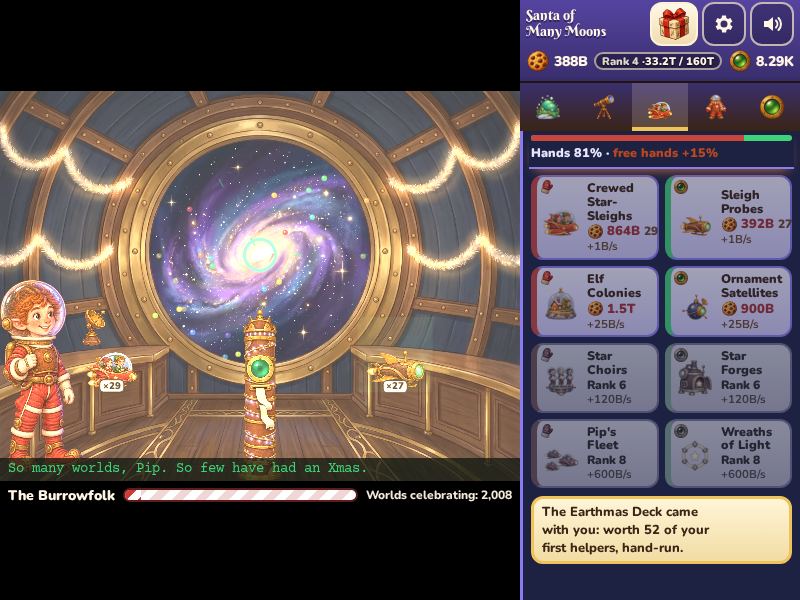 Santa of
Many Moons
388B
Rank 4 ·33.2T / 160T
8.29K
Hands 81% · free hands +15%
Crewed
Star-
Sleighs
864B 29
+1B/s
Sleigh
Probes
392B 27
+1B/s
Elf
Colonies
1.5T
+25B/s
Ornament
Satellites
900B
+25B/s
Star
Choirs
Rank 6
+120B/s
Star
Forges
Rank 6
+120B/s
Pip's
Fleet
Rank 8
+600B/s
Wreaths
of Light
Rank 8
+600B/s
The Earthmas Deck came
with you: worth 52 of your
first helpers, hand-run.
×29
×27
So many worlds, Pip. So few have had an Xmas.
The Burrowfolk
Worlds celebrating: 2,008